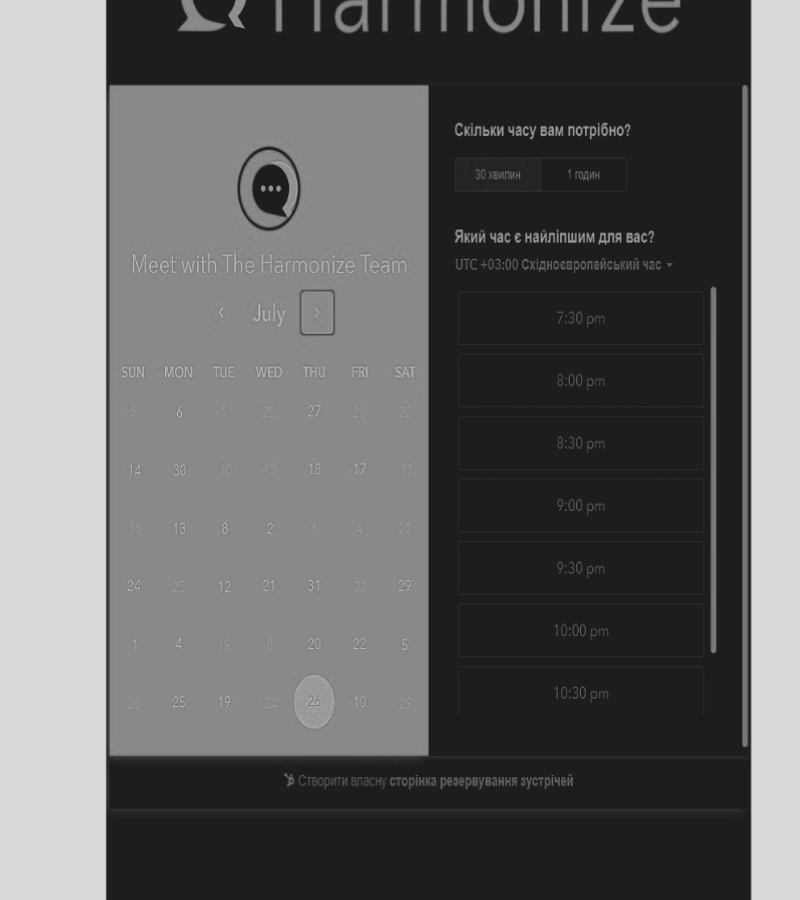 Harmonize
Meet with The Harmonize Team
July
SUN MON TUE WED THU FRI SAT
5 6 5 25 27 25 22
14 30 10 13 18 17 17
16 13 8 2 6 4 20
24 25 12 21 31 22 29
1 4 19 8 20 22 5
28 25 19 24 26 10 29
Скільки часу вам потрібно?
30 хвилин 1 годин
Який час є найліпшим для вас?
UTC +03:00 Східноєвропейський час
7:30 pm
8:00 pm
8:30 pm
9:00 pm
9:30 pm
10:00 pm
10:30 pm
Створити власну сторінка резервування зустрічей